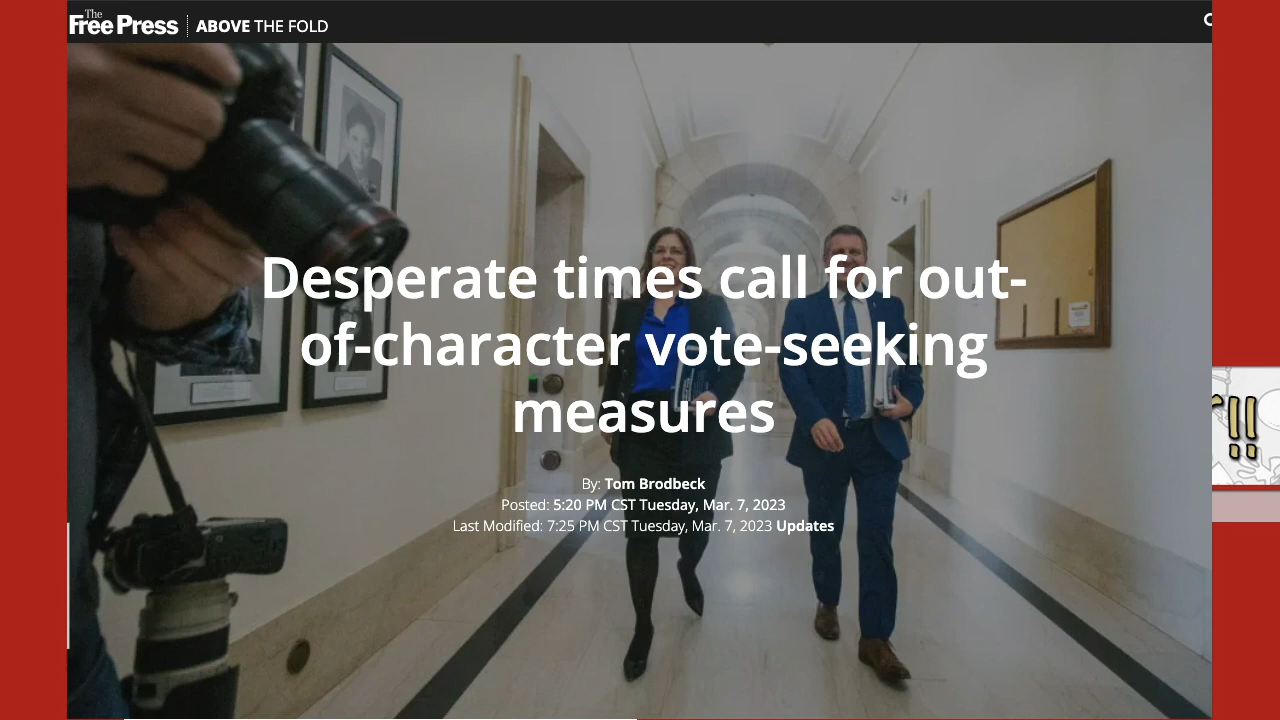 The
Free Press
ABOVE THE FOLD
Desperate times call for out-
of-character vote-seeking
measures
By: Tom Brodbeck
Posted: 5:20 PM CST Tuesday, Mar. 7, 2023
Last Modified: 7:25 PM CST Tuesday, Mar. 7, 2023 Updates
!!